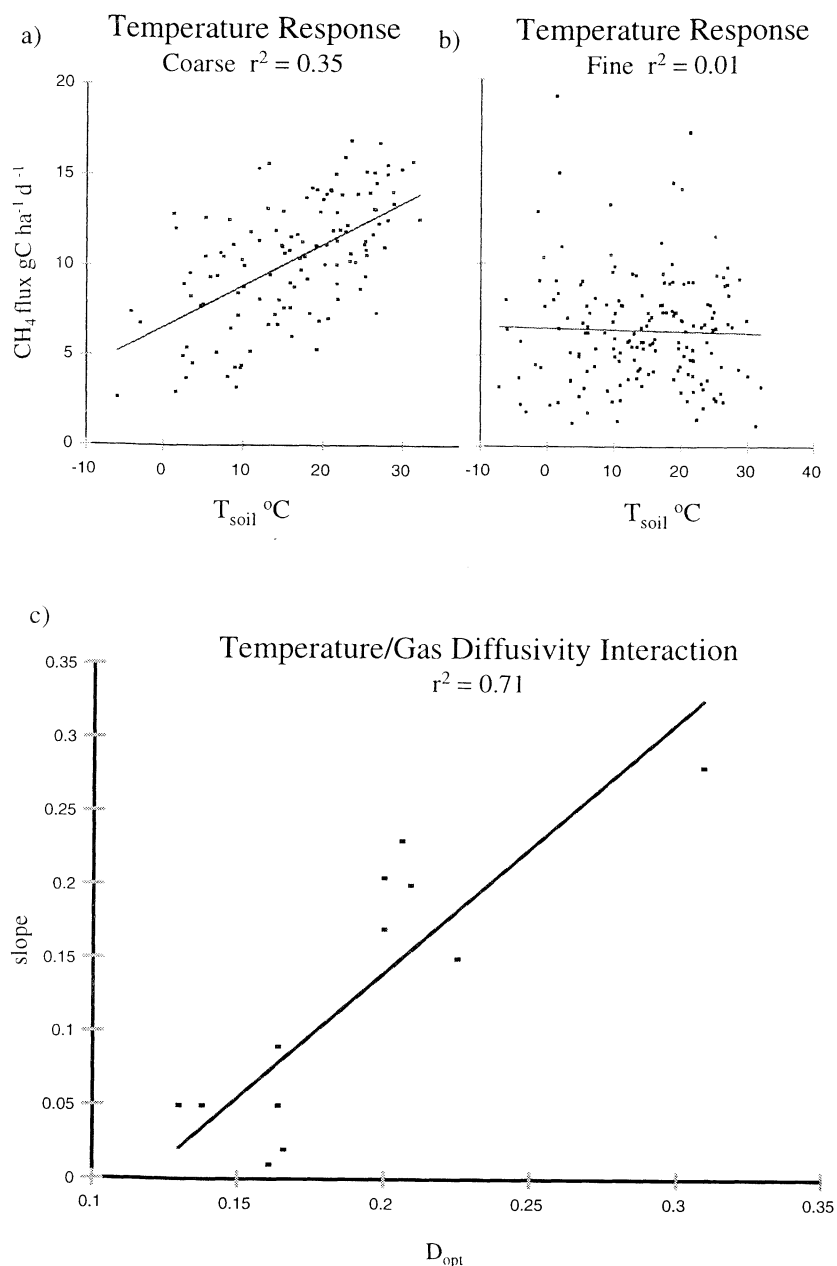 a)
Temperature Response
Coarse r² = 0.35
20
15
10
5
0
-10
0
10
20
30
CH₄ flux gC ha⁻¹ d⁻¹
T_soil °C
b)
Temperature Response
Fine r² = 0.01
-10
0
10
20
30
40
T_soil °C
c)
Temperature/Gas Diffusivity Interaction
r² = 0.71
0.35
0.3
0.25
0.2
0.15
0.1
0.05
0
slope
0.1
0.15
0.2
0.25
0.3
0.35
D_opt